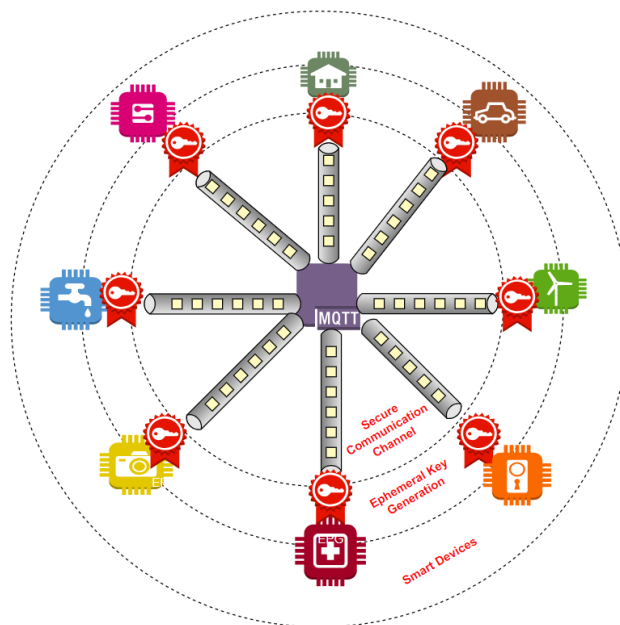 MQTT
Secure
Communication
Channel
Ephemeral Key
Generation
Smart Devices